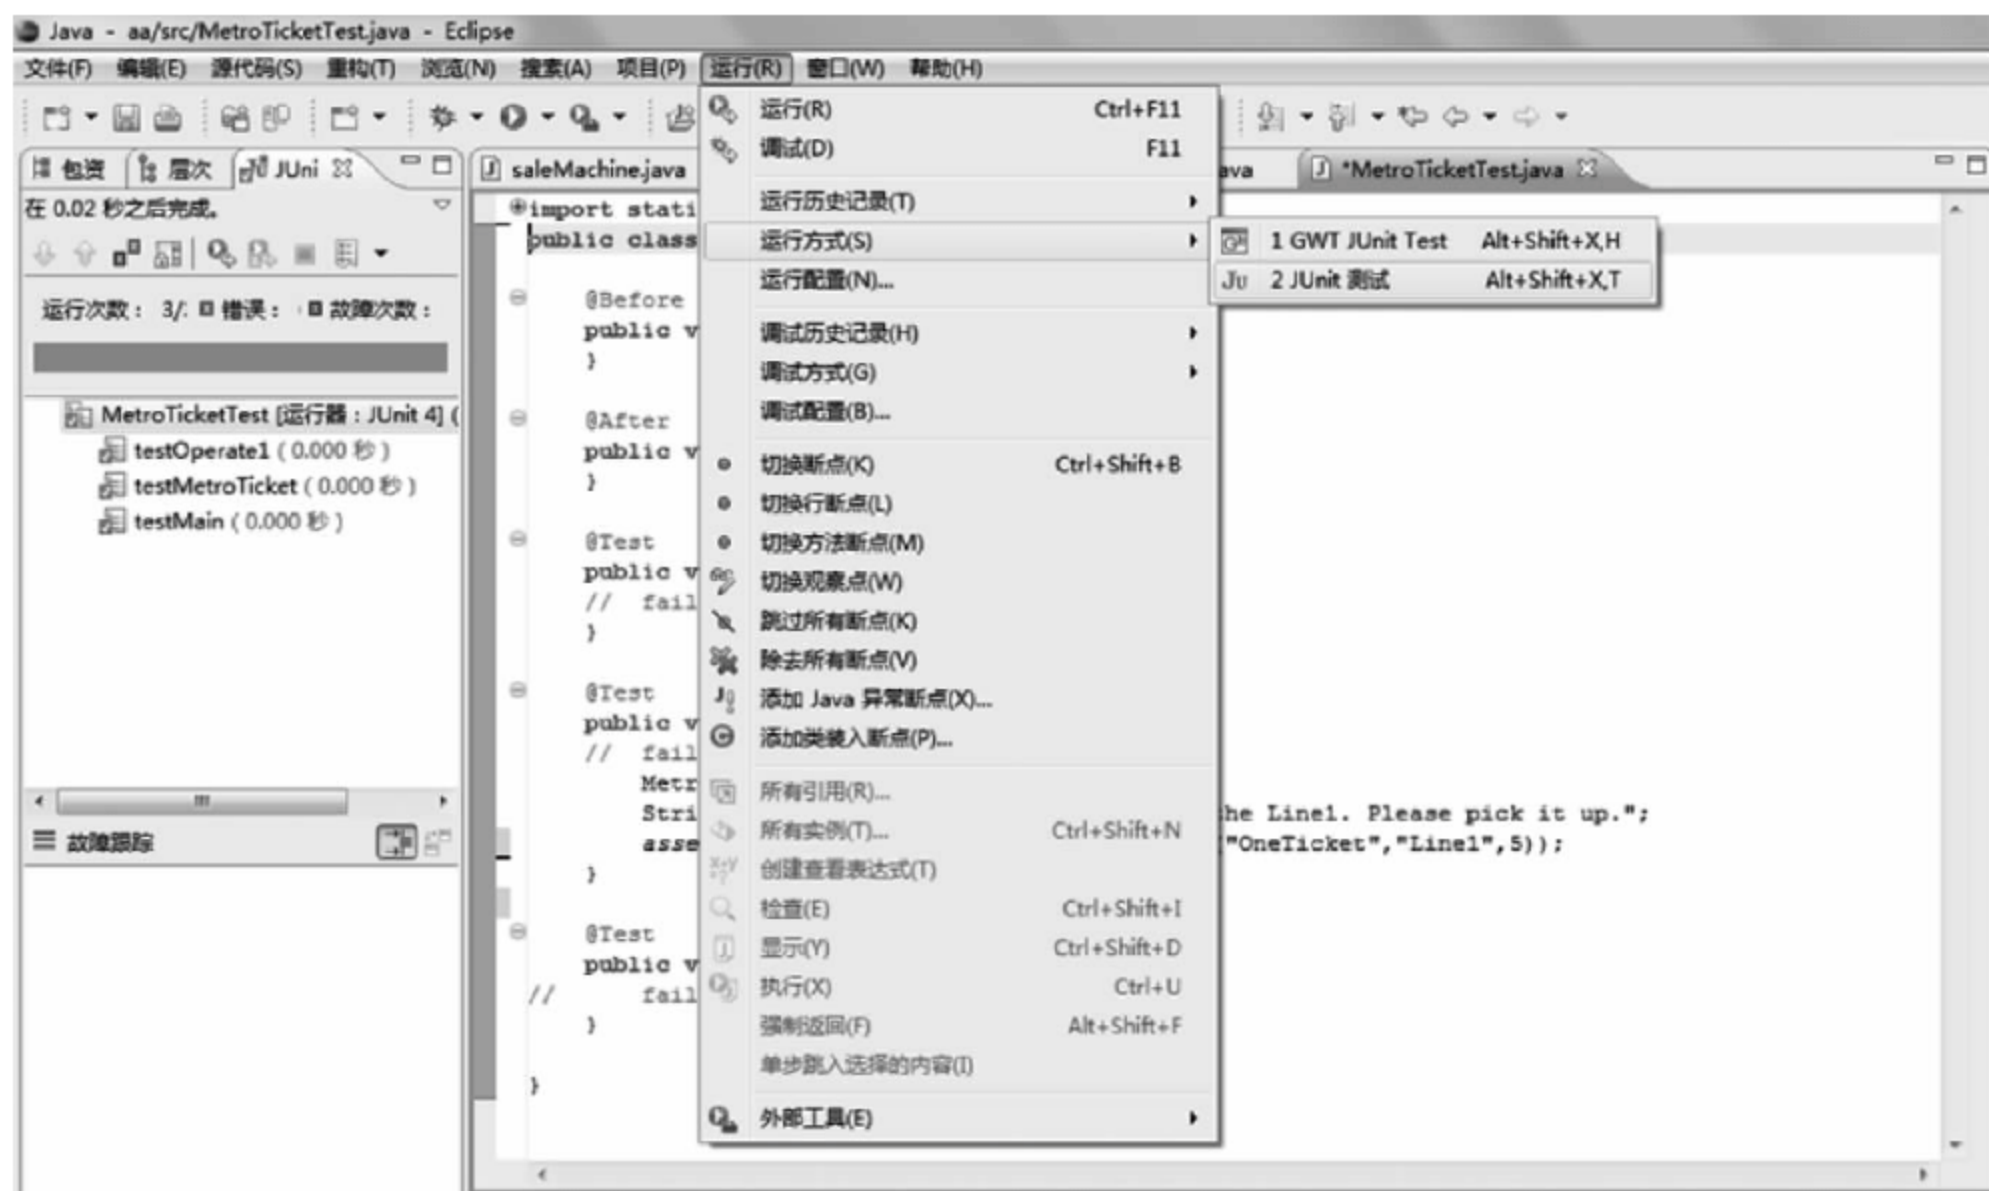 Java - aa/src/MetroTicketTest.java - Eclipse
文件(F) 编辑(E) 源代码(S) 重构(T) 浏览(N) 搜索(A) 项目(P) 运行(R) 窗口(W) 帮助(H)
包资 层次 JUni
在 0.02 秒之后完成。
运行次数： 3/ 错误： 故障次数：
MetroTicketTest [运行器：JUnit 4] (
testOperate1 ( 0.000 秒 )
testMetroTicket ( 0.000 秒 )
testMain ( 0.000 秒 )
故障跟踪
saleMachine.java
ava
*MetroTicketTest.java
import stati
public class
@Before
public v
}
@After
public v
}
@Test
public v
// fail
}
@Test
public v
// fail
Metr
Stri
asse
}
@Test
public v
// fail
}
}
he Line1. Please pick it up.";
"OneTicket","Line1",5));
运行(R) Ctrl+F11
调试(D) F11
运行历史记录(T)
运行方式(S)
运行配置(N)...
调试历史记录(H)
调试方式(G)
调试配置(B)...
切换断点(K) Ctrl+Shift+B
切换行断点(L)
切换方法断点(M)
切换观察点(W)
跳过所有断点(K)
除去所有断点(V)
添加 Java 异常断点(X)...
添加类装入断点(P)...
所有引用(R)...
所有实例(T)... Ctrl+Shift+N
创建查看表达式(T)
检查(E) Ctrl+Shift+I
显示(Y) Ctrl+Shift+D
执行(X) Ctrl+U
强制返回(F) Alt+Shift+F
单步跳入选择的内容(I)
外部工具(E)
1 GWT JUnit Test Alt+Shift+X,H
Ju 2 JUnit 测试 Alt+Shift+X,T